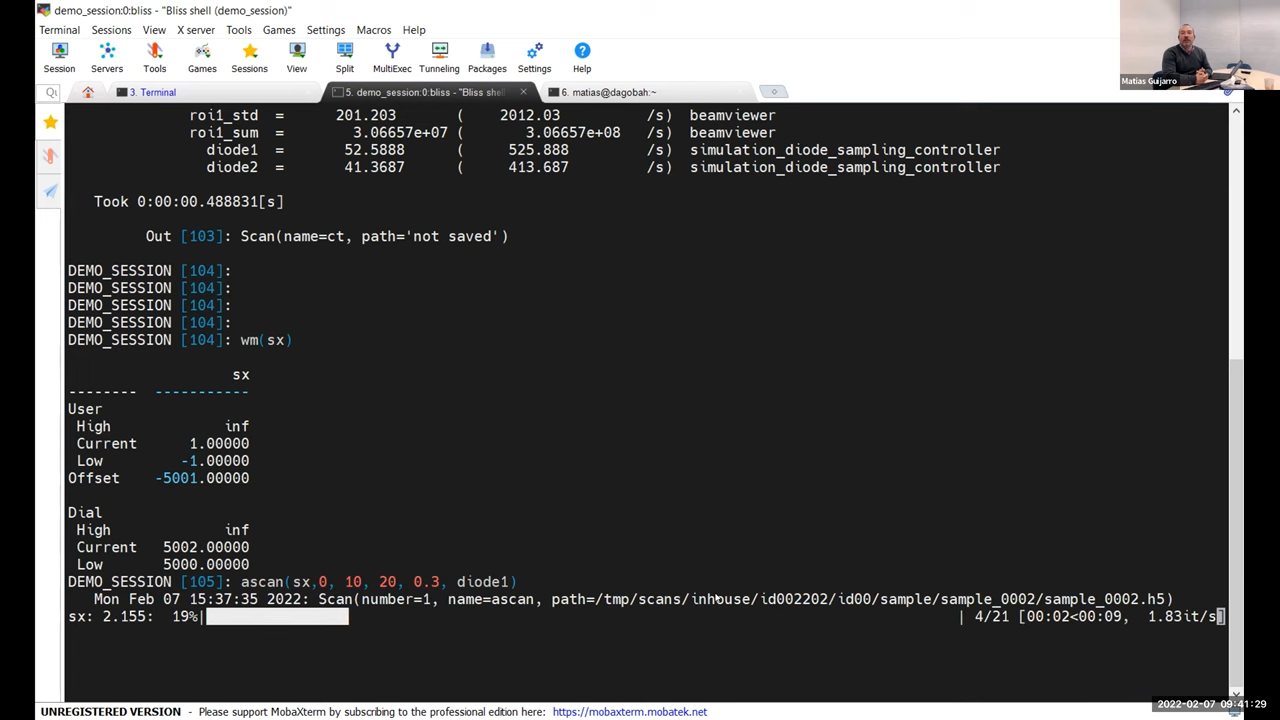 demo_session:0:bliss - "Bliss shell (diode_session)"
Terminal Sessions View X server Tools Games Settings Macros Help
Session Servers Tools Games Sessions View Split MultiExec Tunneling Packages Settings Help
Matias Guijarro
3. Terminal 5. demo_session:0:bliss - "Bliss shell 6. matias@dagobah:~
roi1_std = 201.203 ( 2012.03 /s) beamviewer
roi1_sum = 3.06657e+07 ( 3.06657e+08 /s) beamviewer
diode1 = 52.5888 ( 525.888 /s) simulation_diode_sampling_controller
diode2 = 41.3687 ( 413.687 /s) simulation_diode_sampling_controller
Took 0:00:00.488831[s]
Out [103]: Scan(name=ct, path='not saved')
DEMO_SESSION [104]:
DEMO_SESSION [104]:
DEMO_SESSION [104]:
DEMO_SESSION [104]:
DEMO_SESSION [104]: wm(sx)
sx
-------- -----------
User
High inf
Current 1.00000
Low -1.00000
Offset -5001.00000
Dial
High inf
Current 5002.00000
Low 5000.00000
DEMO_SESSION [105]: ascan(sx,0, 10, 20, 0.3, diode1)
Mon Feb 07 15:37:35 2022: Scan(number=1, name=ascan, path=/tmp/scans/inhouse/id002202/id00/sample/sample_0002/sample_0002.h5)
sx: 2.155: 19%| | 4/21 [00:02<00:09, 1.83it/s]
2022-02-07 09:41:29
UNREGISTERED VERSION - Please support MobaXterm by subscribing to the professional edition here: https://mobaxterm.mobatek.net